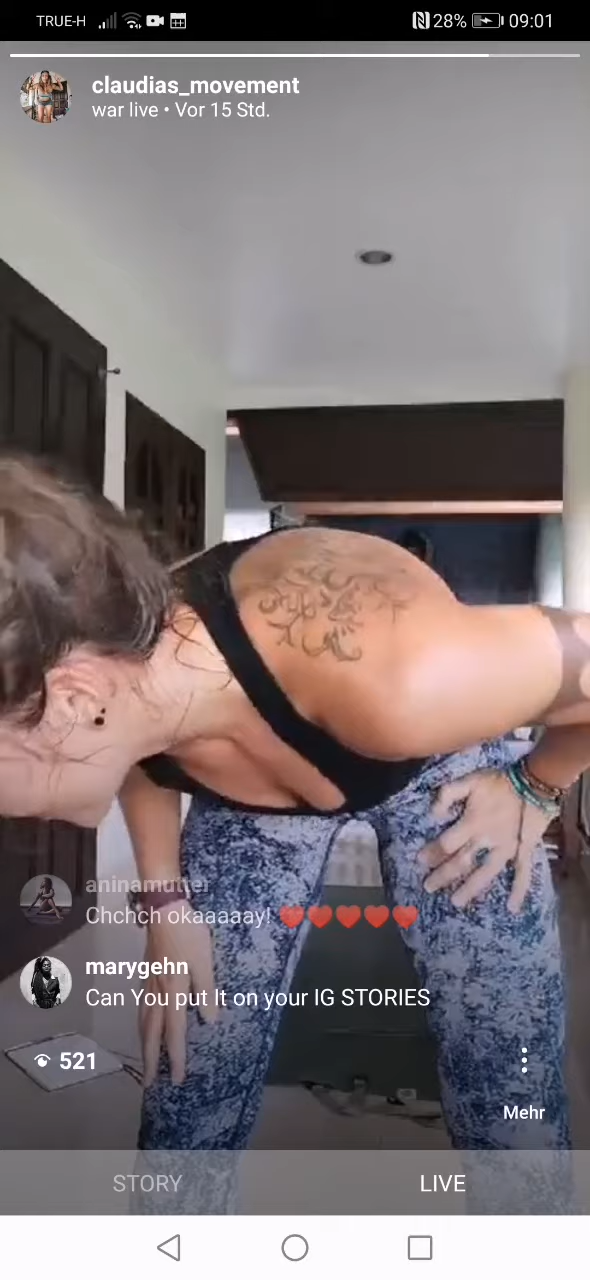 TRUE-H 28% 09:01
claudias_movement
war live • Vor 15 Std.
aninamutter
Chchch okaaaaay! ❤️❤️❤️❤️❤️
marygehn
Can You put It on your IG STORIES
521
Mehr
STORY LIVE